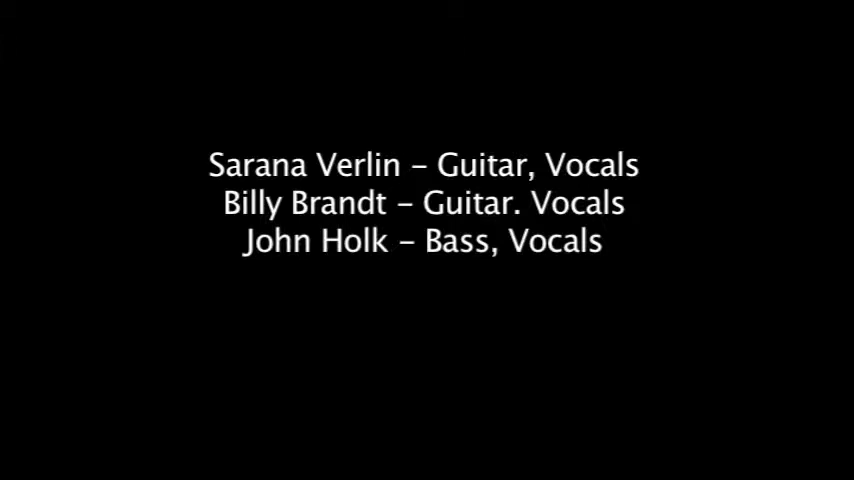 Sarana Verlin – Guitar, Vocals
Billy Brandt – Guitar. Vocals
John Holk – Bass, Vocals